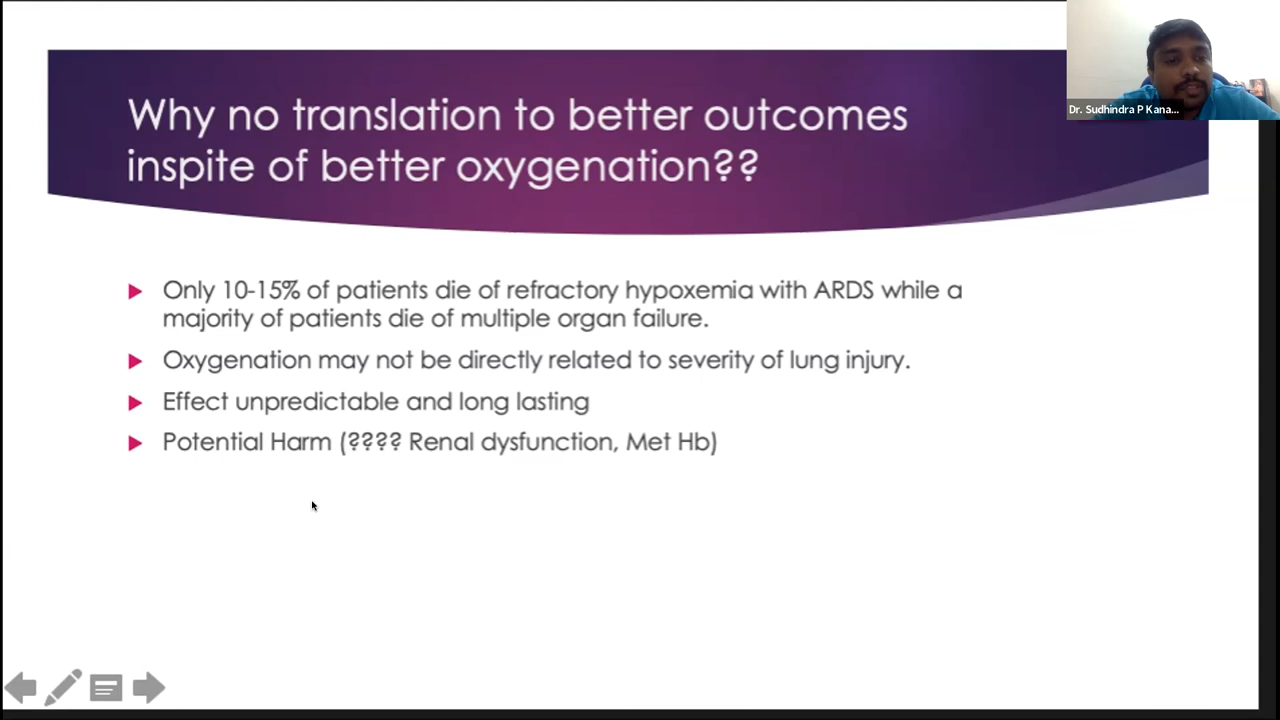 Why no translation to better outcomes
inspite of better oxygenation??
Dr. Sudhindra P Kana...
Only 10-15% of patients die of refractory hypoxemia with ARDS while a
majority of patients die of multiple organ failure.
Oxygenation may not be directly related to severity of lung injury.
Effect unpredictable and long lasting
Potential Harm (???? Renal dysfunction, Met Hb)